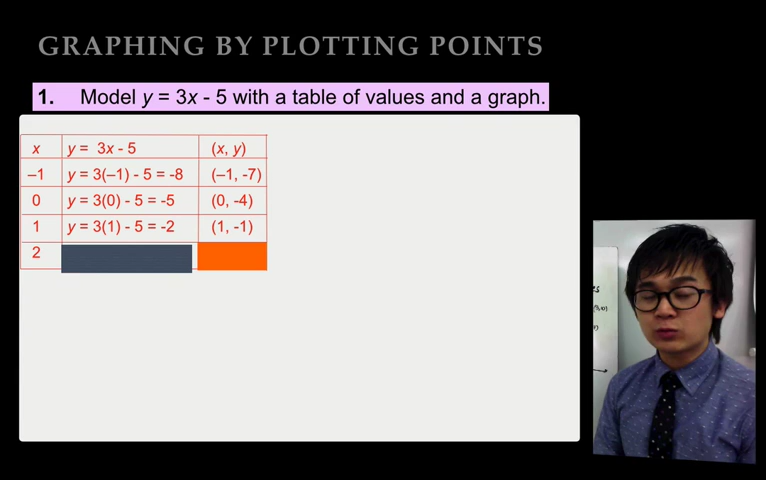 GRAPHING BY PLOTTING POINTS
1. Model y = 3x - 5 with a table of values and a graph.
x y = 3x - 5 (x, y)
–1 y = 3(–1) - 5 = -8 (–1, -7)
0 y = 3(0) - 5 = -5 (0, -4)
1 y = 3(1) - 5 = -2 (1, -1)
2